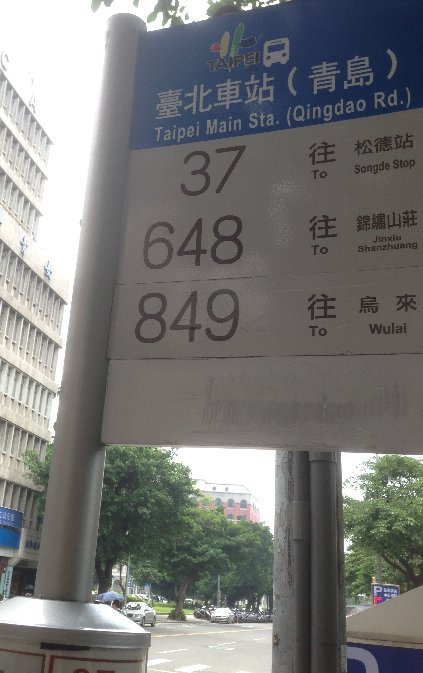 TAIPEI
臺北車站（青島）
Taipei Main Sta. (Qingdao Rd.)
37 往 松德站
To Songde Stop
648 往 錦繡山莊
To Jinxiu Shanzhuang
849 往 烏來
To Wulai
P